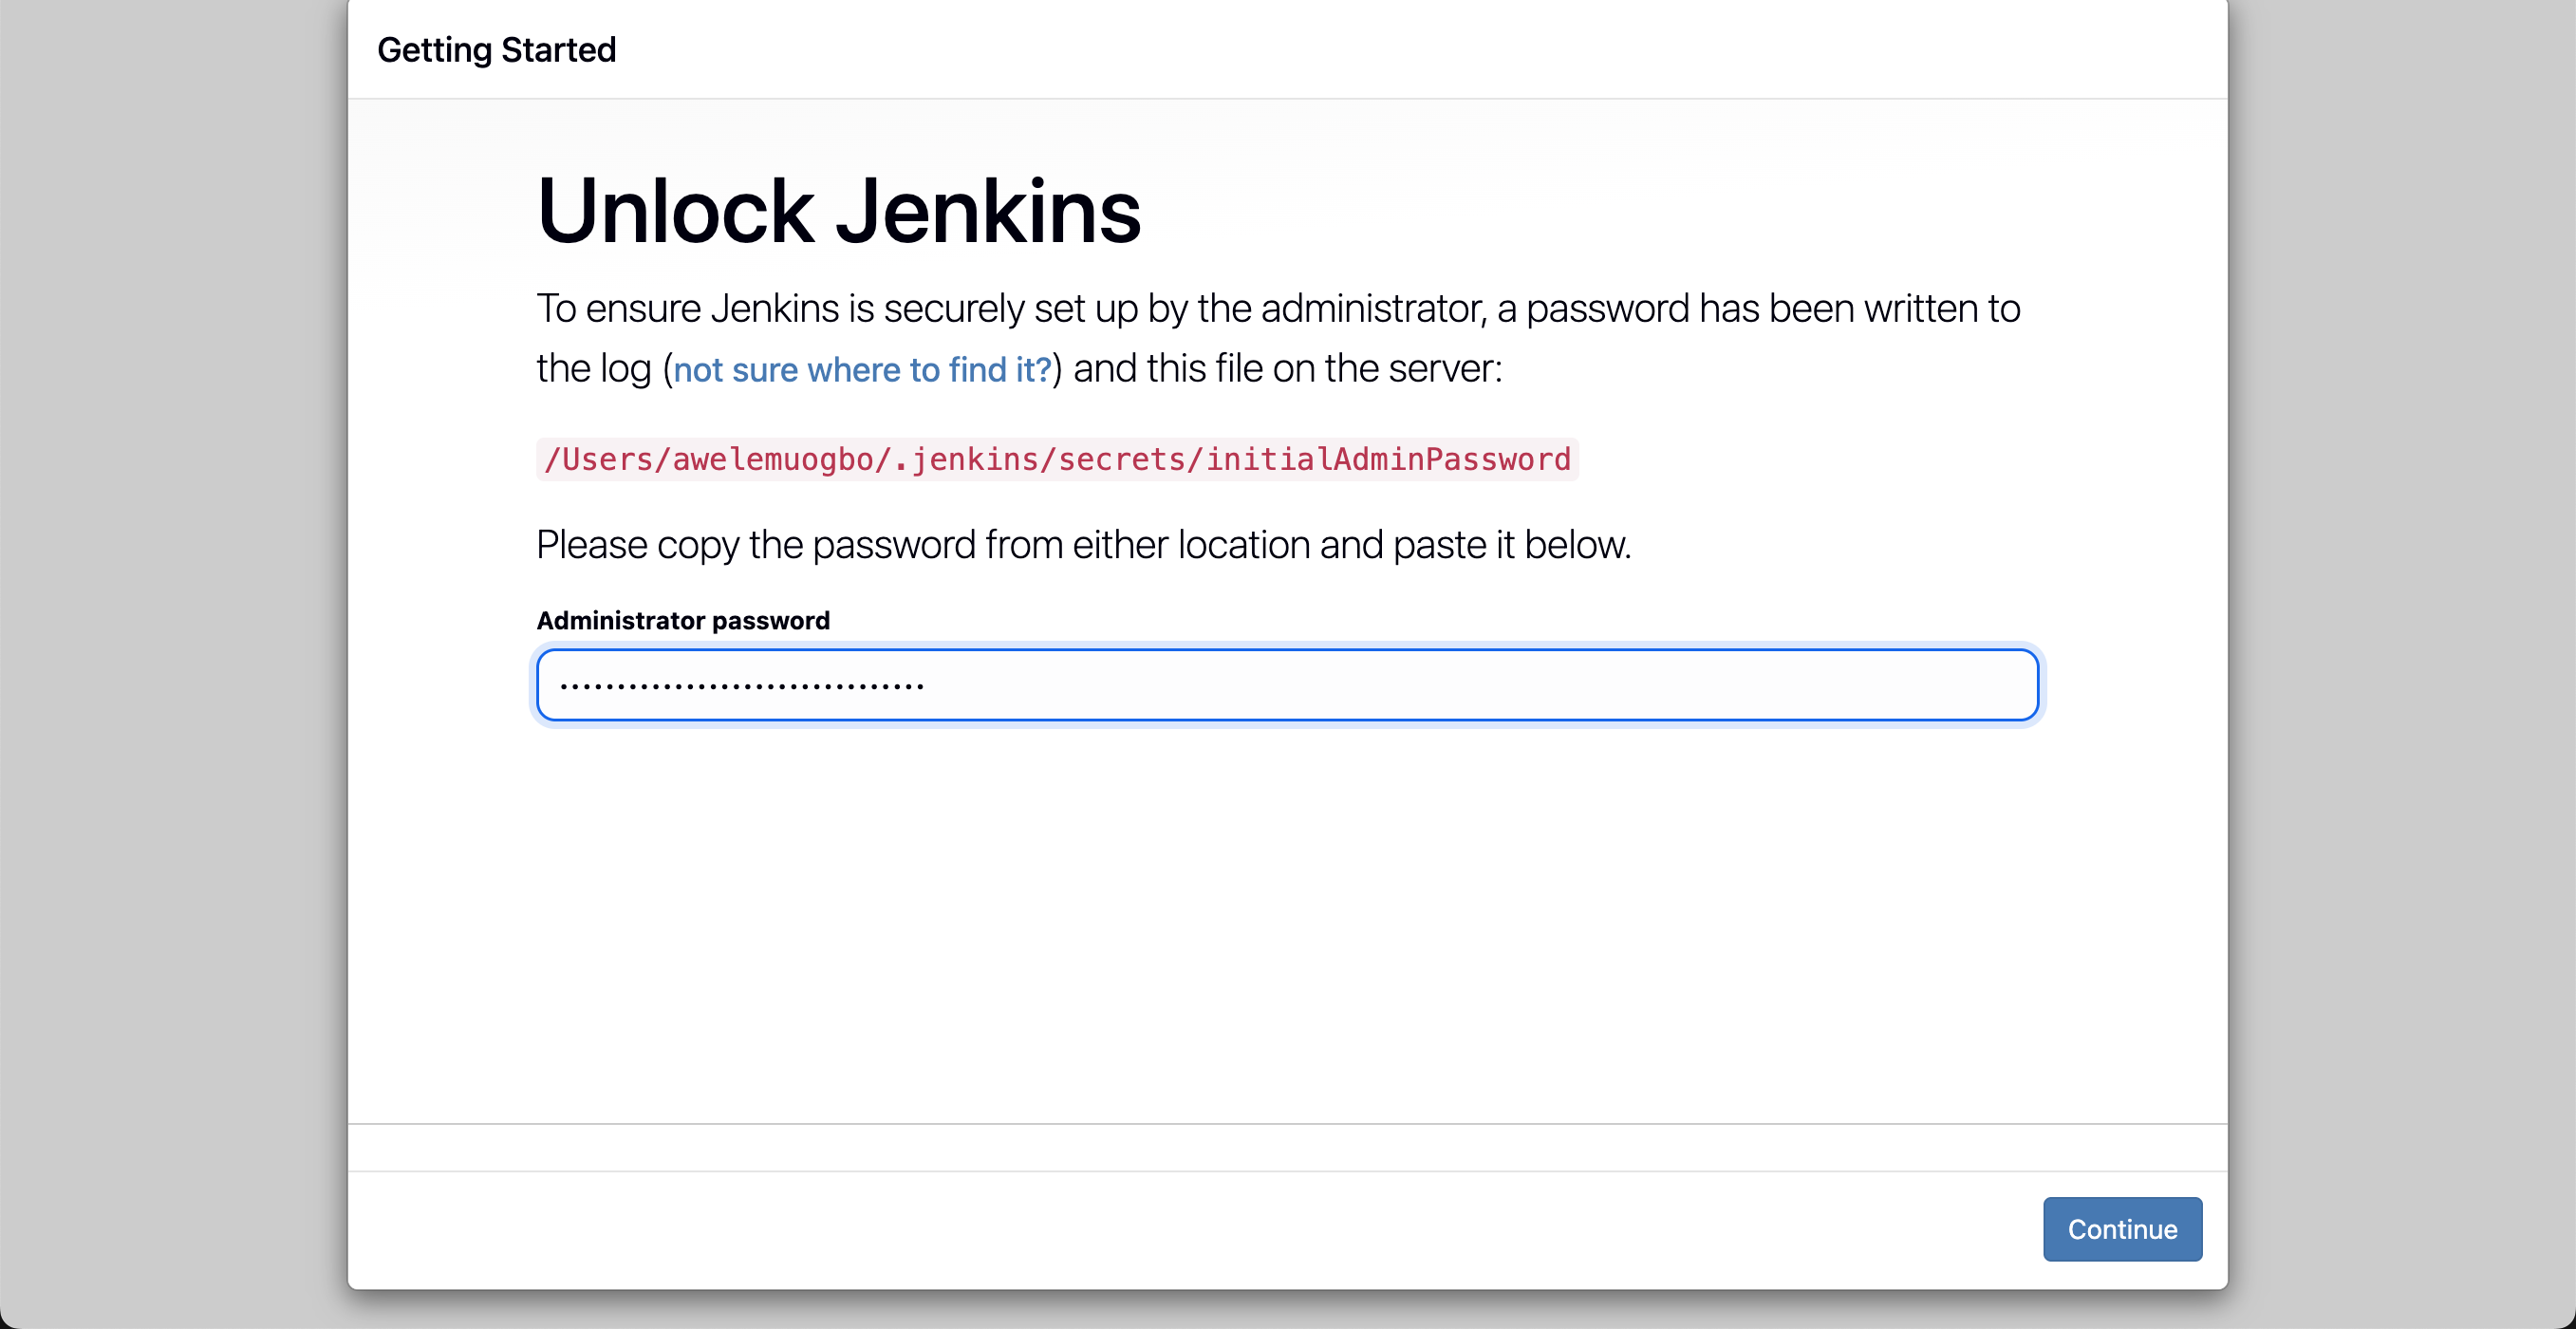 Getting Started
Unlock Jenkins
To ensure Jenkins is securely set up by the administrator, a password has been written to
the log (not sure where to find it?) and this file on the server:
/Users/awelemuogbo/.jenkins/secrets/initialAdminPassword
Please copy the password from either location and paste it below.
Administrator password
••••••••••••••••••••••••••••••••
Continue